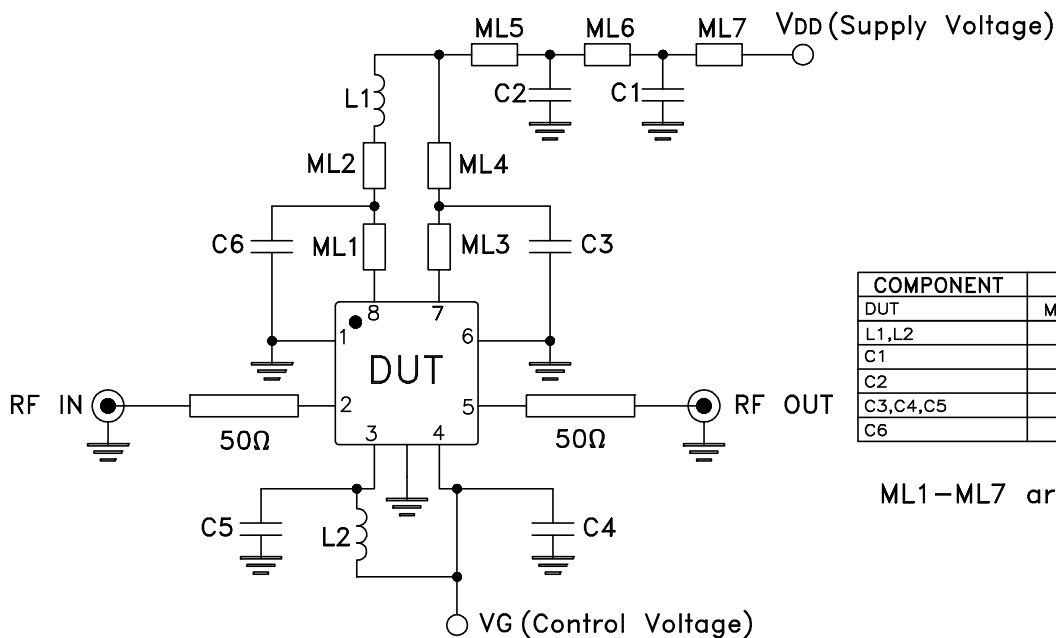 VDD (Supply Voltage)
ML5
ML6
ML7
C2
C1
L1
ML2
ML4
C6
ML1
ML3
C3
8
7
1
6
DUT
RF IN
2
5
RF OUT
50Ω
50Ω
3
4
C5
L2
C4
VG (Control Voltage)
COMPONENT
DUT M
L1,L2
C1
C2
C3,C4,C5
C6
ML1-ML7 ar